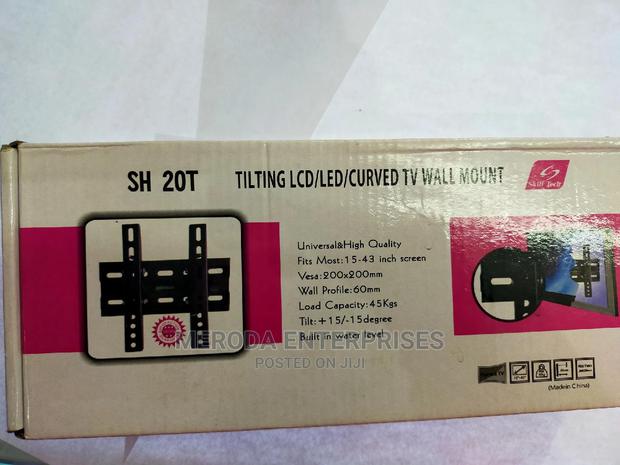 SH 20T
TILTING LCD/LED/CURVED TV WALL MOUNT
Skill Tech
Universal&High Quality
Fits Most:15-43 inch screen
Vesa:200x200mm
Wall Profile:60mm
Load Capacity:45Kgs
Tilt:+15/-15degree
Built in water level
MERODA ENTERPRISES
POSTED ON JIJI
(Made in China)